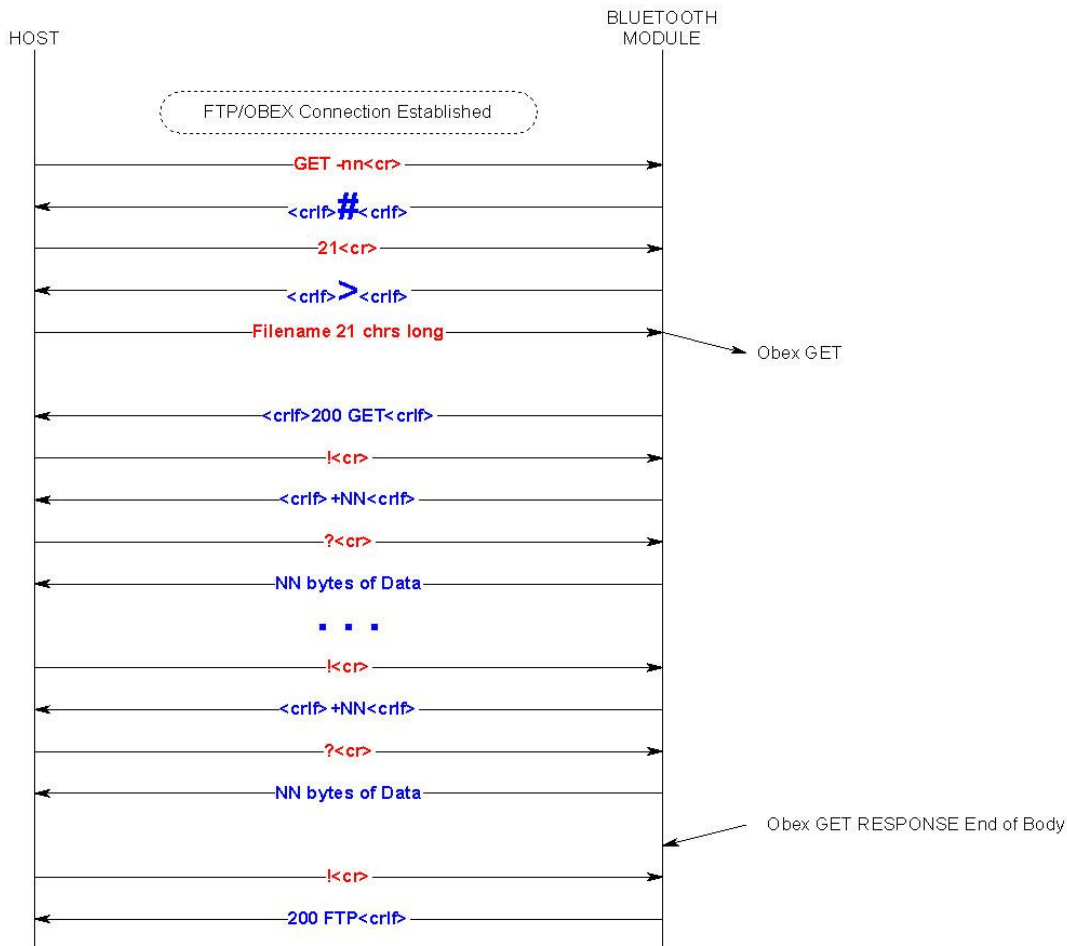 HOST
BLUETOOTH
MODULE
FTP/OBEX Connection Established
GET -nn<cr>
<crlf>#<crlf>
21<cr>
<crlf>><crlf>
Filename 21 chrs long
Obex GET
<crlf>200 GET<crlf>
!<cr>
<crlf>+NN<crlf>
?<cr>
NN bytes of Data
. . .
!<cr>
<crlf>+NN<crlf>
?<cr>
NN bytes of Data
Obex GET RESPONSE End of Body
!<cr>
200 FTP<crlf>